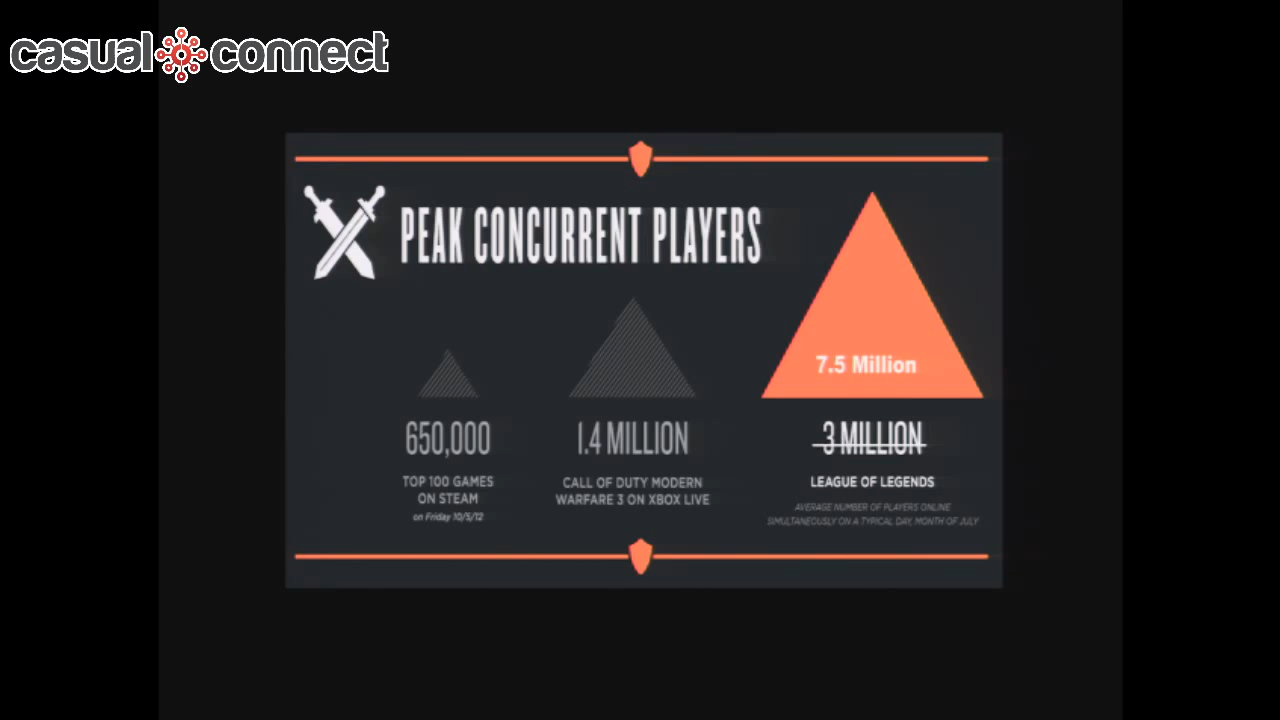 casual connect
PEAK CONCURRENT PLAYERS
7.5 Million
650,000
TOP 100 GAMES
ON STEAM
on Friday 10/5/12
1.4 MILLION
CALL OF DUTY MODERN
WARFARE 3 ON XBOX LIVE
3 MILLION
LEAGUE OF LEGENDS
AVERAGE NUMBER OF PLAYERS ONLINE
SIMULTANEOUSLY ON A TYPICAL DAY, MONTH OF JULY